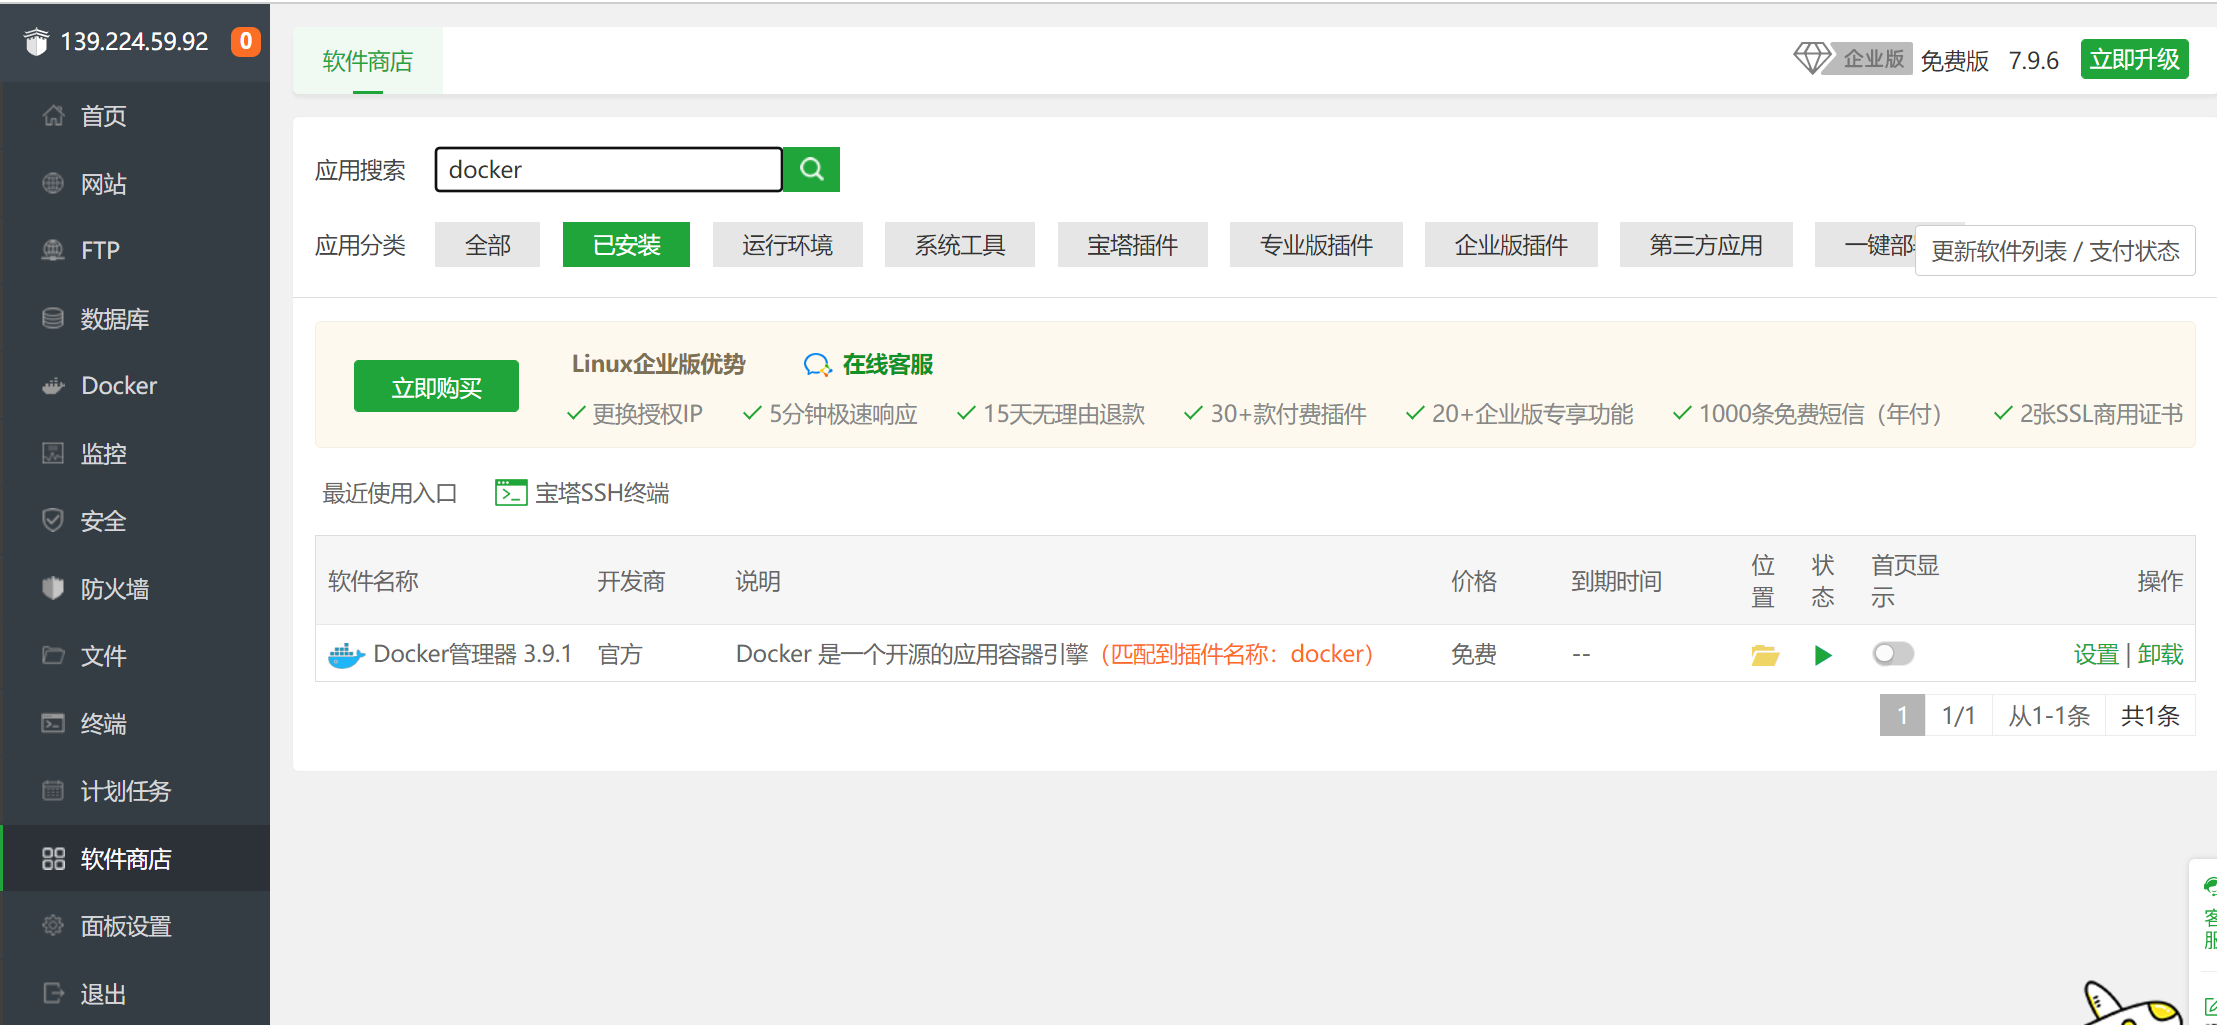 139.224.59.92 0
首页
网站
FTP
数据库
Docker
监控
安全
防火墙
文件
终端
计划任务
软件商店
面板设置
退出
软件商店
企业版 免费版 7.9.6 立即升级
应用搜索 docker
应用分类 全部 已安装 运行环境 系统工具 宝塔插件 专业版插件 企业版插件 第三方应用 一键部 更新软件列表 / 支付状态
立即购买
Linux企业版优势 在线客服
更换授权IP 5分钟极速响应 15天无理由退款 30+款付费插件 20+企业版专享功能 1000条免费短信（年付） 2张SSL商用证书
最近使用入口 宝塔SSH终端
软件名称 开发商 说明 价格 到期时间 位置 状态 首页显示 操作
Docker管理器 3.9.1 官方 Docker 是一个开源的应用容器引擎（匹配到插件名称：docker） 免费 -- 设置 | 卸载
1 1/1 从1-1条 共1条
客
服